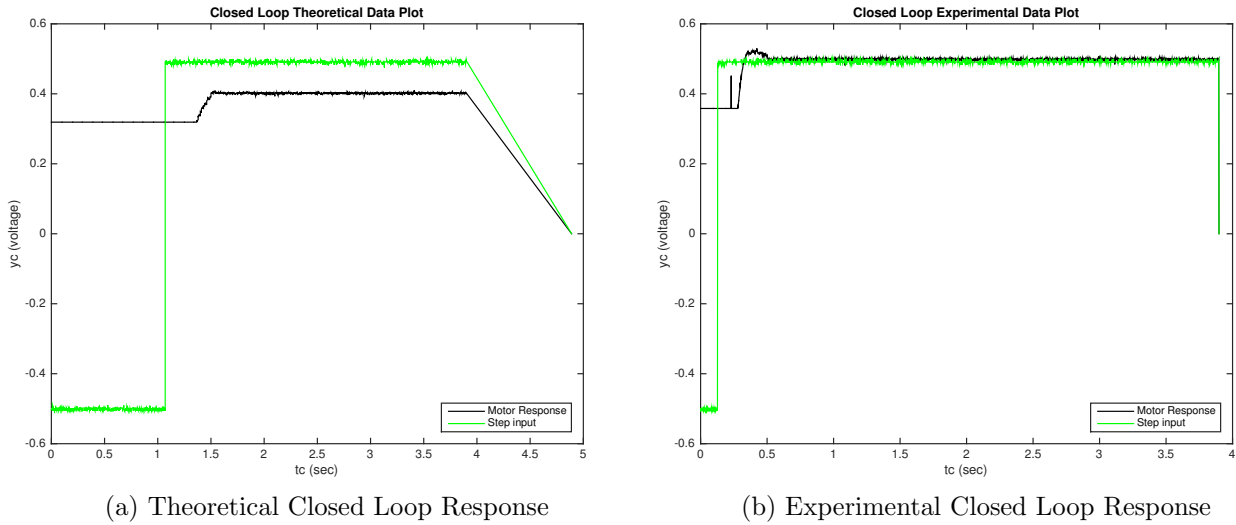 Closed Loop Theoretical Data Plot
0.6
0.4
0.2
0
-0.2
-0.4
-0.6
yc (voltage)
0 0.5 1 1.5 2 2.5 3 3.5 4 4.5 5
tc (sec)
Motor Response
Step input
(a) Theoretical Closed Loop Response
Closed Loop Experimental Data Plot
0.6
0.4
0.2
0
-0.2
-0.4
-0.6
yc (voltage)
0 0.5 1 1.5 2 2.5 3 3.5 4
tc (sec)
Motor Response
Step input
(b) Experimental Closed Loop Response